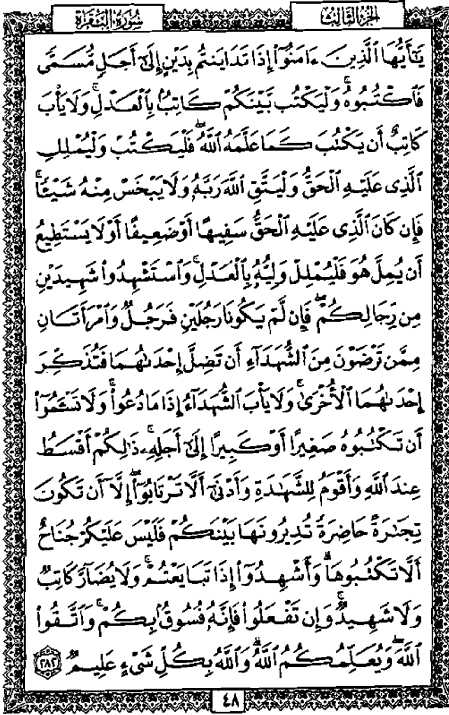 الجزء الثالث
سورة البقرة
يَٰٓأَيُّهَا ٱلَّذِينَ ءَامَنُوٓا۟ إِذَا تَدَايَنتُم بِدَيْنٍ إِلَىٰٓ أَجَلٍ مُّسَمًّى
فَٱكْتُبُوهُ ۚ وَلْيَكْتُب بَّيْنَكُمْ كَاتِبٌۢ بِٱلْعَدْلِ ۚ وَلَا يَأْبَ
كَاتِبٌ أَن يَكْتُبَ كَمَا عَلَّمَهُ ٱللَّهُ ۚ فَلْيَكْتُبْ وَلْيُمْلِلِ
ٱلَّذِى عَلَيْهِ ٱلْحَقُّ وَلْيَتَّقِ ٱللَّهَ رَبَّهُۥ وَلَا يَبْخَسْ مِنْهُ شَيْـًٔا ۚ
فَإِن كَانَ ٱلَّذِى عَلَيْهِ ٱلْحَقُّ سَفِيهًا أَوْ ضَعِيفًا أَوْ لَا يَسْتَطِيعُ
أَن يُمِلَّ هُوَ فَلْيُمْلِلْ وَلِيُّهُۥ بِٱلْعَدْلِ ۚ وَٱسْتَشْهِدُوا۟ شَهِيدَيْنِ
مِن رِّجَالِكُمْ ۖ فَإِن لَّمْ يَكُونَا رَجُلَيْنِ فَرَجُلٌ وَٱمْرَأَتَانِ
مِمَّن تَرْضَوْنَ مِنَ ٱلشُّهَدَآءِ أَن تَضِلَّ إِحْدَىٰهُمَا فَتُذَكِّرَ
إِحْدَىٰهُمَا ٱلْأُخْرَىٰ ۚ وَلَا يَأْبَ ٱلشُّهَدَآءُ إِذَا مَا دُعُوا۟ ۚ وَلَا تَسْـَٔمُوٓا۟
أَن تَكْتُبُوهُ صَغِيرًا أَوْ كَبِيرًا إِلَىٰٓ أَجَلِهِۦ ۚ ذَٰلِكُمْ أَقْسَطُ
عِندَ ٱللَّهِ وَأَقْوَمُ لِلشَّهَٰدَةِ وَأَدْنَىٰٓ أَلَّا تَرْتَابُوٓا۟ ۖ إِلَّآ أَن تَكُونَ
تِجَٰرَةً حَاضِرَةً تُدِيرُونَهَا بَيْنَكُمْ فَلَيْسَ عَلَيْكُمْ جُنَاحٌ
أَلَّا تَكْتُبُوهَا ۗ وَأَشْهِدُوٓا۟ إِذَا تَبَايَعْتُمْ ۚ وَلَا يُضَآرَّ كَاتِبٌ
وَلَا شَهِيدٌ ۚ وَإِن تَفْعَلُوا۟ فَإِنَّهُۥ فُسُوقٌۢ بِكُمْ ۗ وَٱتَّقُوا۟
ٱللَّهَ ۖ وَيُعَلِّمُكُمُ ٱللَّهُ ۗ وَٱللَّهُ بِكُلِّ شَىْءٍ عَلِيمٌ ٢٨٢
٤٨